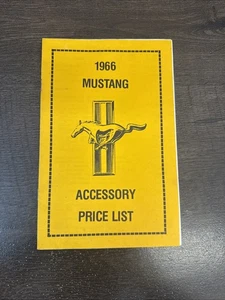 1966
MUSTANG
ACCESSORY
PRICE LIST